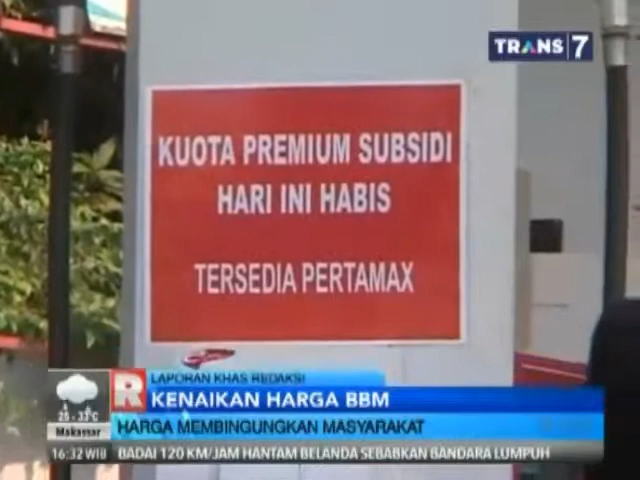 TRANS 7
KUOTA PREMIUM SUBSIDI
HARI INI HABIS
TERSEDIA PERTAMAX
R LAPORAN KHAS REDAKSI
KENAIKAN HARGA BBM
HARGA MEMBINGUNGKAN MASYARAKAT
25 - 33°C
Makassar
16:32 WIB BADAI 120 KM/JAM HANTAM BELANDA SEBABKAN BANDARA LUMPUH